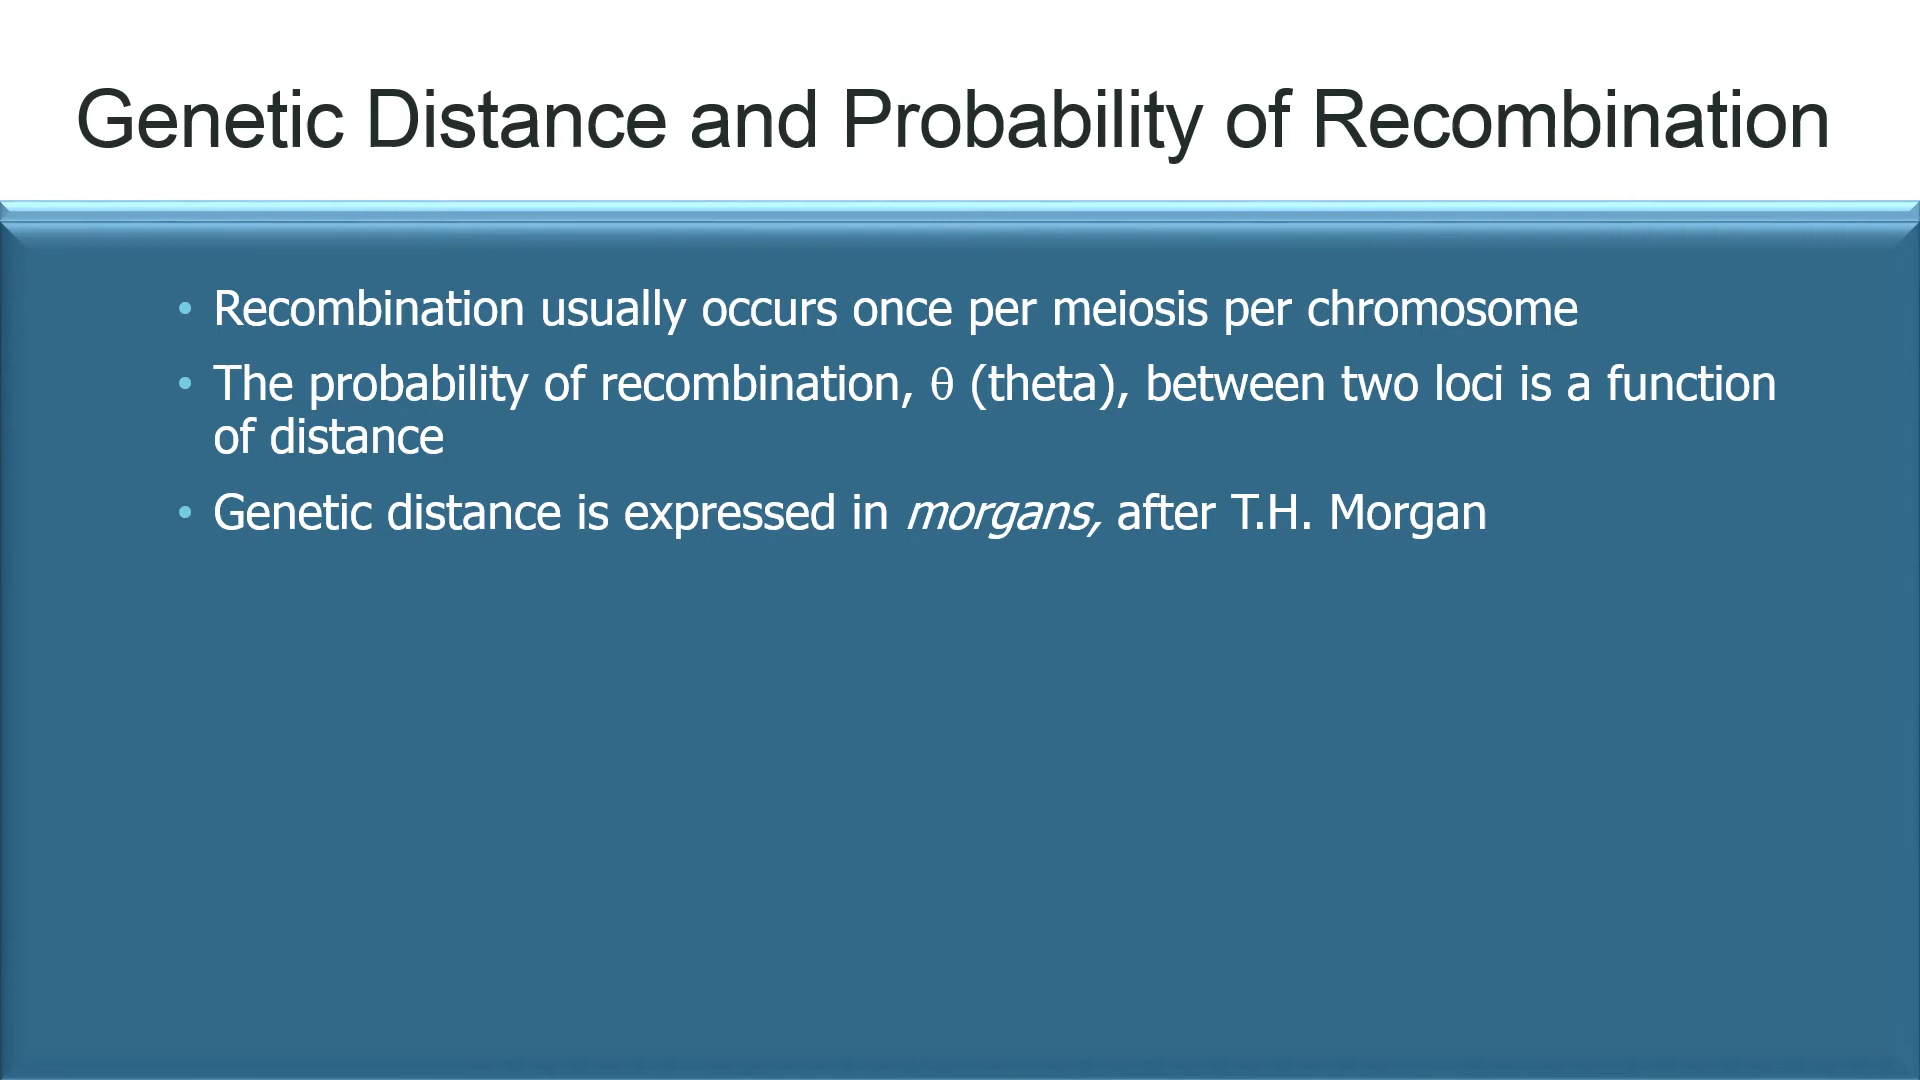 Genetic Distance and Probability of Recombination
• Recombination usually occurs once per meiosis per chromosome
• The probability of recombination, θ (theta), between two loci is a function
of distance
• Genetic distance is expressed in morgans, after T.H. Morgan